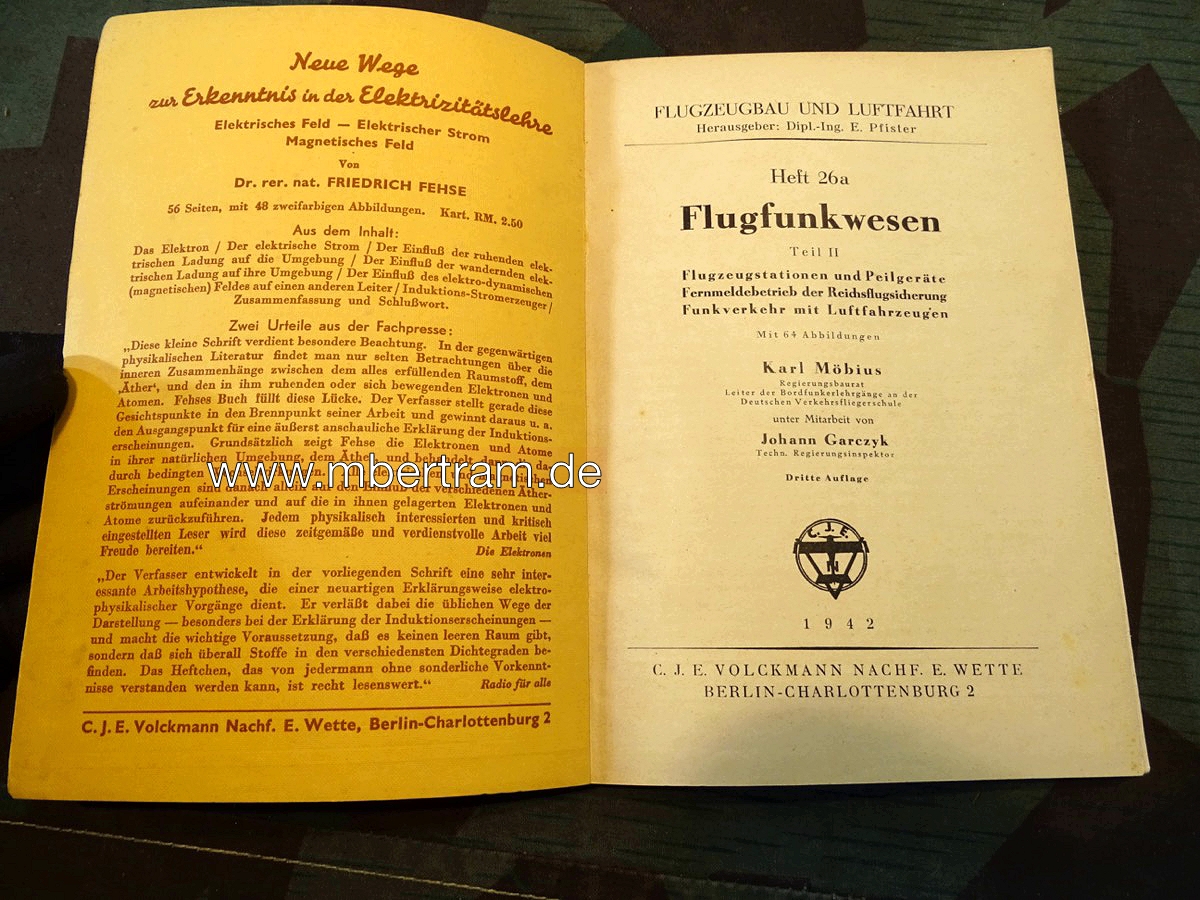 Neue Wege
zur Erkenntnis in der Elektrizitätslehre
Elektrisches Feld — Elektrischer Strom
Magnetisches Feld
Von
Dr. rer. nat. FRIEDRICH FEHSE
56 Seiten, mit 48 zweifarbigen Abbildungen. Kart. RM. 2.50
Aus dem Inhalt:
Das Elektron / Der elektrische Strom / Der Einfluß der ruhenden elek-
trischen Ladung auf die Umgebung / Der Einfluß der wandernden elek-
trischen Ladung auf ihre Umgebung / Der Einfluß des elektro-dynamischen
(magnetischen) Feldes auf einen anderen Leiter / Induktions-Stromerzeuger /
Zusammenfassung und Schlußwort.
Zwei Urteile aus der Fachpresse:
„Diese kleine Schrift verdient besondere Beachtung. In der gegenwärtigen
physikalischen Literatur findet man nur selten Betrachtungen über die
inneren Zusammenhänge zwischen dem alles erfüllenden Raumstoff, dem
‚Äther‘, und den in ihm ruhenden oder sich bewegenden Elektronen und
Atomen. Fehses Buch füllt diese Lücke. Der Verfasser stellt gerade diese
Gesichtspunkte in den Brennpunkt seiner Arbeit und gewinnt daraus u. a.
den Ausgangspunkt für eine äußerst anschauliche Erklärung der Induktions-
erscheinungen. Grundsätzlich zeigt Fehse die Elektronen und Atome
in ihrer natürlichen Umgebung, dem Äther, und behandelt dann die da-
durch bedingten
Erscheinungen sind danach allein auf den Einfluß der verschiedenen Äther-
strömungen aufeinander und auf die in ihnen gelagerten Elektronen und
Atome zurückzuführen. Jedem physikalisch interessierten und kritisch
eingestellten Leser wird diese zeitgemäße und verdienstvolle Arbeit viel
Freude bereiten.“ Die Elektronen
„Der Verfasser entwickelt in der vorliegenden Schrift eine sehr inter-
essante Arbeitshypothese, die einer neuartigen Erklärungsweise elektro-
physikalischer Vorgänge dient. Er verläßt dabei die üblichen Wege der
Darstellung — besonders bei der Erklärung der Induktionserscheinungen —
und macht die wichtige Voraussetzung, daß es keinen leeren Raum gibt,
sondern daß sich überall Stoffe in den verschiedensten Dichtegraden be-
finden. Das Heftchen, das von jedermann ohne sonderliche Vorkennt-
nisse verstanden werden kann, ist recht lesenswert.“ Radio für alle
C. J. E. Volckmann Nachf. E. Wette, Berlin-Charlottenburg 2
www.mbertram.de
FLUGZEUGBAU UND LUFTFAHRT
Herausgeber: Dipl.-Ing. E. Pfister
Heft 26a
Flugfunkwesen
Teil II
Flugzeugstationen und Peilgeräte
Fernmeldebetrieb der Reichsflugsicherung
Funkverkehr mit Luftfahrzeugen
Mit 64 Abbildungen
Karl Möbius
Regierungsbaurat
Leiter der Bordfunkerlehrgänge an der
Deutschen Verkehrsfliegerschule
unter Mitarbeit von
Johann Garczyk
Techn. Regierungsinspektor
Dritte Auflage
C. J. E.
V
N
1942
C. J. E. VOLCKMANN NACHF. E. WETTE
BERLIN-CHARLOTTENBURG 2